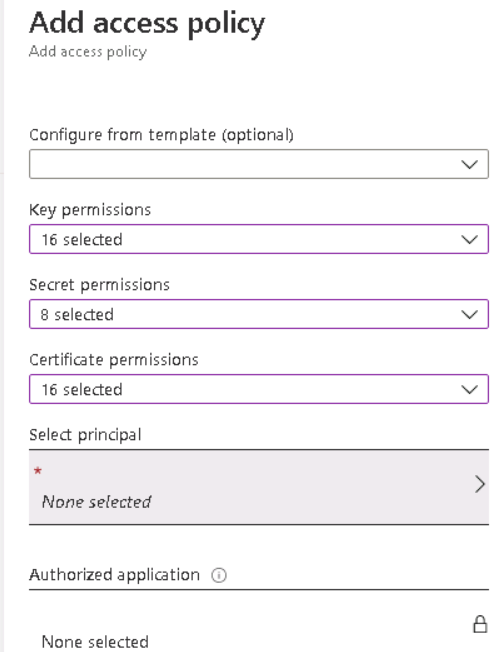 Add access policy
Add access policy
Configure from template (optional)
Key permissions
16 selected
Secret permissions
8 selected
Certificate permissions
16 selected
Select principal
*
None selected
Authorized application
None selected